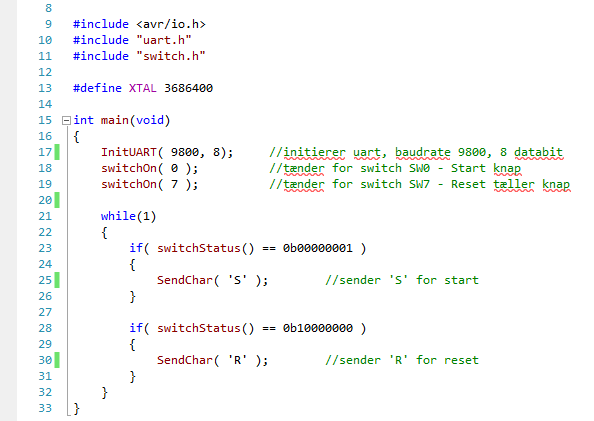 8
9 #include <avr/io.h>
10 #include "uart.h"
11 #include "switch.h"
12
13 #define XTAL 3686400
14
15 int main(void)
16 {
17 InitUART( 9800, 8); //initierer uart, baudrate 9800, 8 databit
18 switchOn( 0 ); //tænder for switch SW0 - Start knap
19 switchOn( 7 ); //tænder for switch SW7 - Reset tæller knap
20
21 while(1)
22 {
23 if( switchStatus() == 0b00000001 )
24 {
25 SendChar( 'S' ); //sender 'S' for start
26 }
27
28 if( switchStatus() == 0b10000000 )
29 {
30 SendChar( 'R' ); //sender 'R' for reset
31 }
32 }
33 }